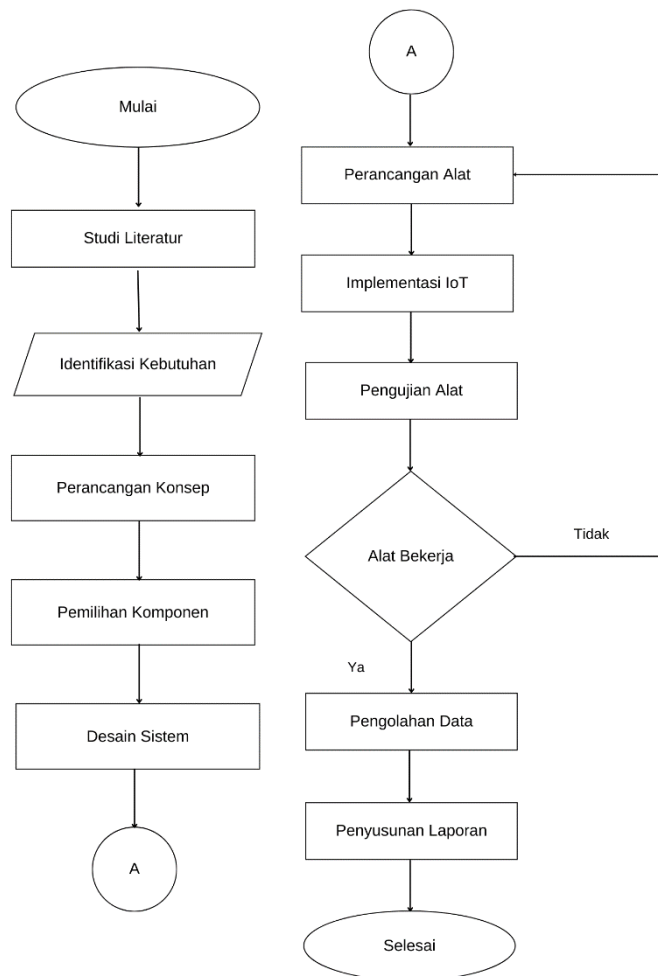 Mulai
Studi Literatur
Identifikasi Kebutuhan
Perancangan Konsep
Pemilihan Komponen
Desain Sistem
A
A
Perancangan Alat
Implementasi IoT
Pengujian Alat
Alat Bekerja
Tidak
Ya
Pengolahan Data
Penyusunan Laporan
Selesai